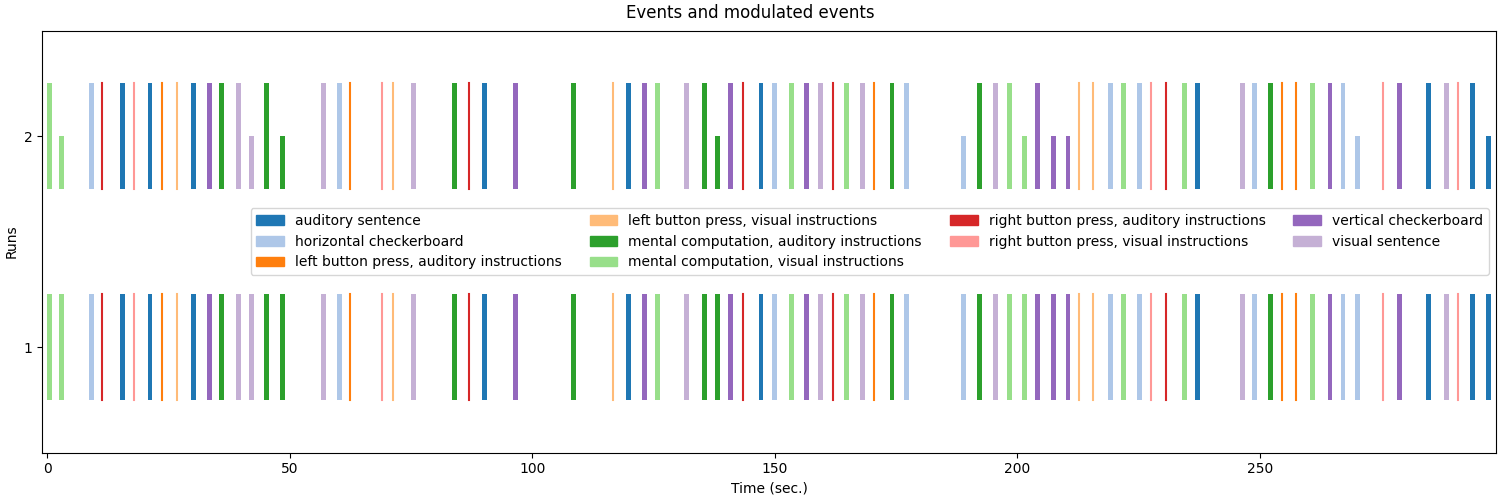 Events and modulated events
Runs
2
auditory sentence
horizontal checkerboard
left button press, auditory instructions
left button press, visual instructions
mental computation, auditory instructions
mental computation, visual instructions
right button press, auditory instructions
right button press, visual instructions
vertical checkerboard
visual sentence
1
0 50 100 150 200 250
Time (sec.)